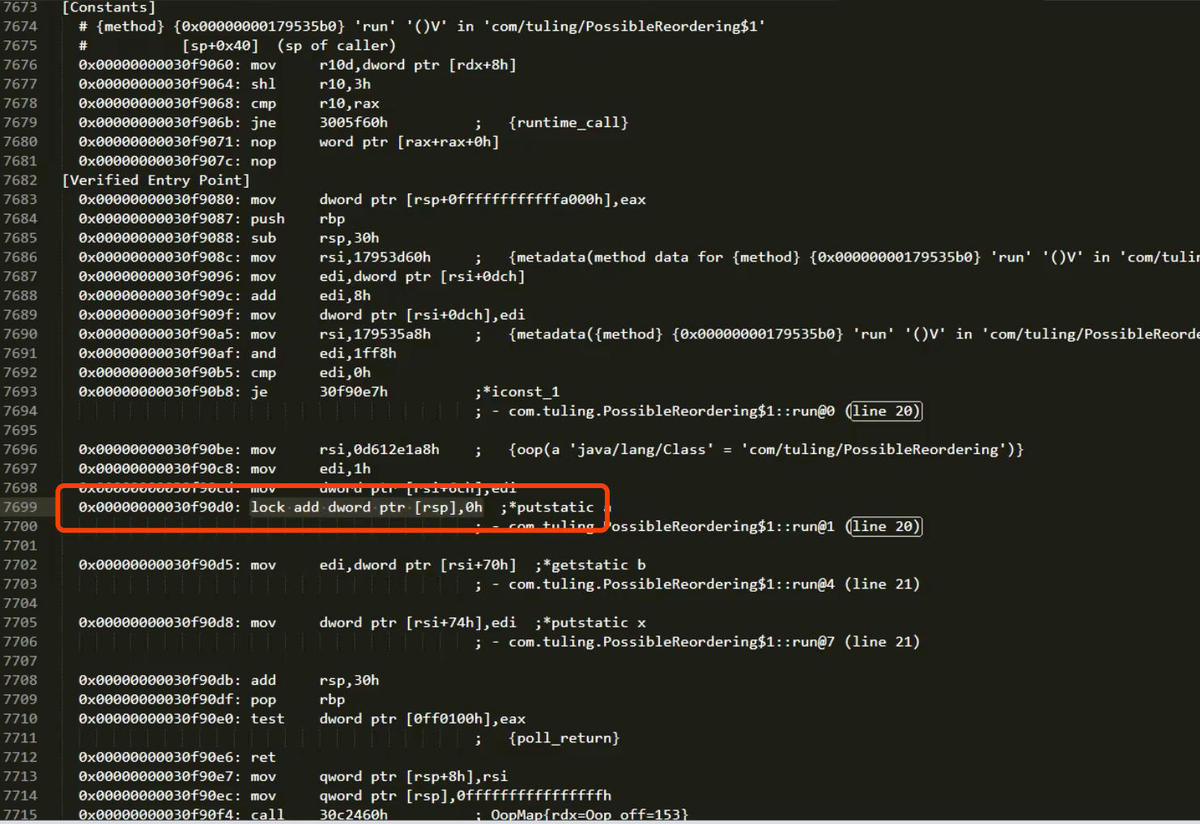 7673 [Constants]
7674 # {method} {0x00000000179535b0} 'run' '()V' in 'com/tuling/PossibleReordering$1'
7675 # [sp+0x40] (sp of caller)
7676 0x00000000030f9060: mov r10d,dword ptr [rdx+8h]
7677 0x00000000030f9064: shl r10,3h
7678 0x00000000030f9068: cmp r10,rax
7679 0x00000000030f906b: jne 3005f60h ; {runtime_call}
7680 0x00000000030f9071: nop word ptr [rax+rax+0h]
7681 0x00000000030f907c: nop
7682 [Verified Entry Point]
7683 0x00000000030f9080: mov dword ptr [rsp+0ffffffffffffa000h],eax
7684 0x00000000030f9087: push rbp
7685 0x00000000030f9088: sub rsp,30h
7686 0x00000000030f908c: mov rsi,17953d60h ; {metadata(method data for {method} {0x00000000179535b0} 'run' '()V' in 'com/tulin
7687 0x00000000030f9096: mov edi,dword ptr [rsi+0dch]
7688 0x00000000030f909c: add edi,8h
7689 0x00000000030f909f: mov dword ptr [rsi+0dch],edi
7690 0x00000000030f90a5: mov rsi,179535a8h ; {metadata({method} {0x00000000179535b0} 'run' '()V' in 'com/tuling/PossibleReorde
7691 0x00000000030f90af: and edi,1ff8h
7692 0x00000000030f90b5: cmp edi,0h
7693 0x00000000030f90b8: je 30f90e7h ;*iconst_1
7694 ; - com.tuling.PossibleReordering$1::run@0 (line 20)
7695
7696 0x00000000030f90be: mov rsi,0d612e1a8h ; {oop(a 'java/lang/Class' = 'com/tuling/PossibleReordering')}
7697 0x00000000030f90c8: mov edi,1h
7698 0x00000000030f90cd: mov dword ptr [rsi+6ch],edi
7699 0x00000000030f90d0: lock add dword ptr [rsp],0h ;*putstatic
7700 ; - com.tuling.PossibleReordering$1::run@1 (line 20)
7701
7702 0x00000000030f90d5: mov edi,dword ptr [rsi+70h] ;*getstatic b
7703 ; - com.tuling.PossibleReordering$1::run@4 (line 21)
7704
7705 0x00000000030f90d8: mov dword ptr [rsi+74h],edi ;*putstatic x
7706 ; - com.tuling.PossibleReordering$1::run@7 (line 21)
7707
7708 0x00000000030f90db: add rsp,30h
7709 0x00000000030f90df: pop rbp
7710 0x00000000030f90e0: test dword ptr [0ff0100h],eax
7711 ; {poll_return}
7712 0x00000000030f90e6: ret
7713 0x00000000030f90e7: mov qword ptr [rsp+8h],rsi
7714 0x00000000030f90ec: mov qword ptr [rsp],0ffffffffffffffffh
7715 0x00000000030f90f4: call 30c2460h ; OopMap{rdx=Oop off=153}